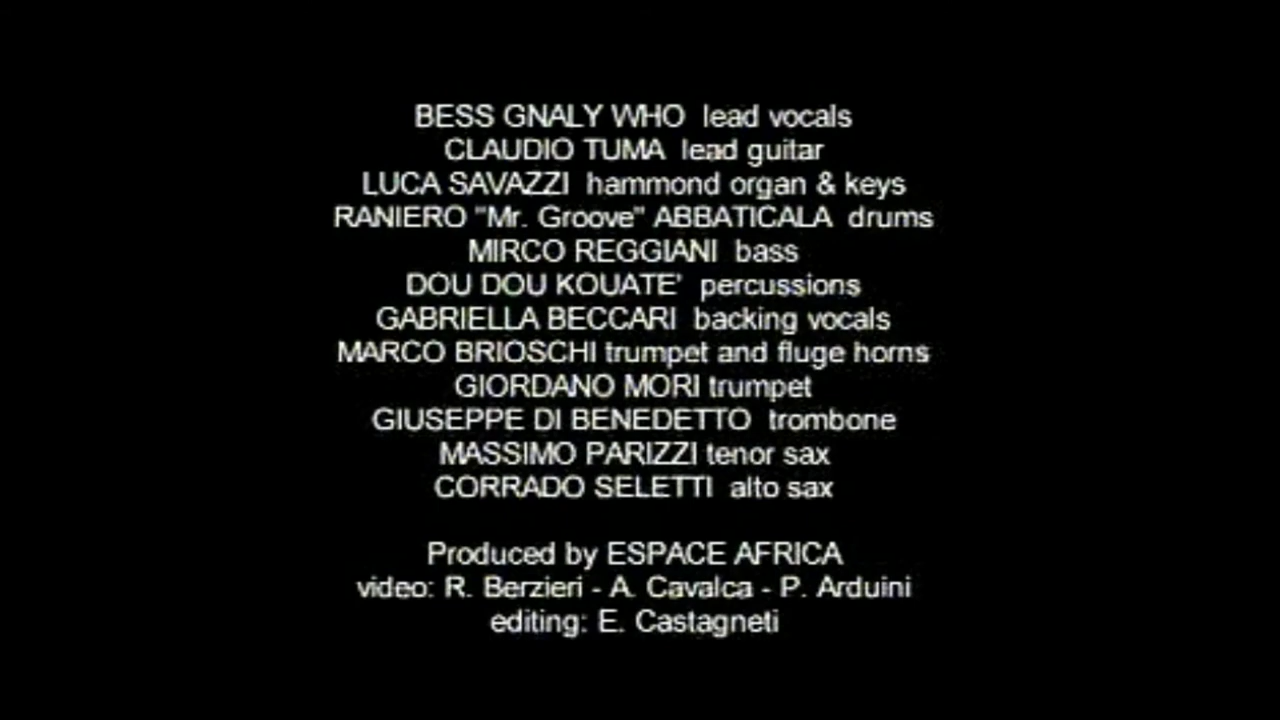 BESS GNALY WHO lead vocals
CLAUDIO TUMA lead guitar
LUCA SAVAZZI hammond organ & keys
RANIERO "Mr. Groove" ABBATICALA drums
MIRCO REGGIANI bass
DOU DOU KOUATE' percussions
GABRIELLA BECCARI backing vocals
MARCO BRIOSCHI trumpet and fluge horns
GIORDANO MORI trumpet
GIUSEPPE DI BENEDETTO trombone
MASSIMO PARIZZI tenor sax
CORRADO SELETTI alto sax
Produced by ESPACE AFRICA
video: R. Berzieri - A. Cavalca - P. Arduini
editing: E. Castagneti